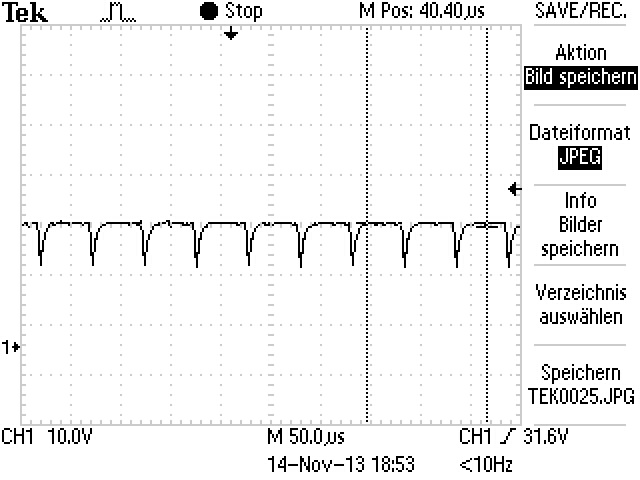 Tek
Stop
M Pos: 40.40µs
SAVE/REC.
Aktion
Bild speichern
Dateiformat
JPEG
Info
Bilder
speichern
Verzeichnis
auswählen
Speichern
TEK0025.JPG
1
CH1 10.0V
M 50.0µs
CH1 31.6V
14-Nov-13 18:53
<10Hz